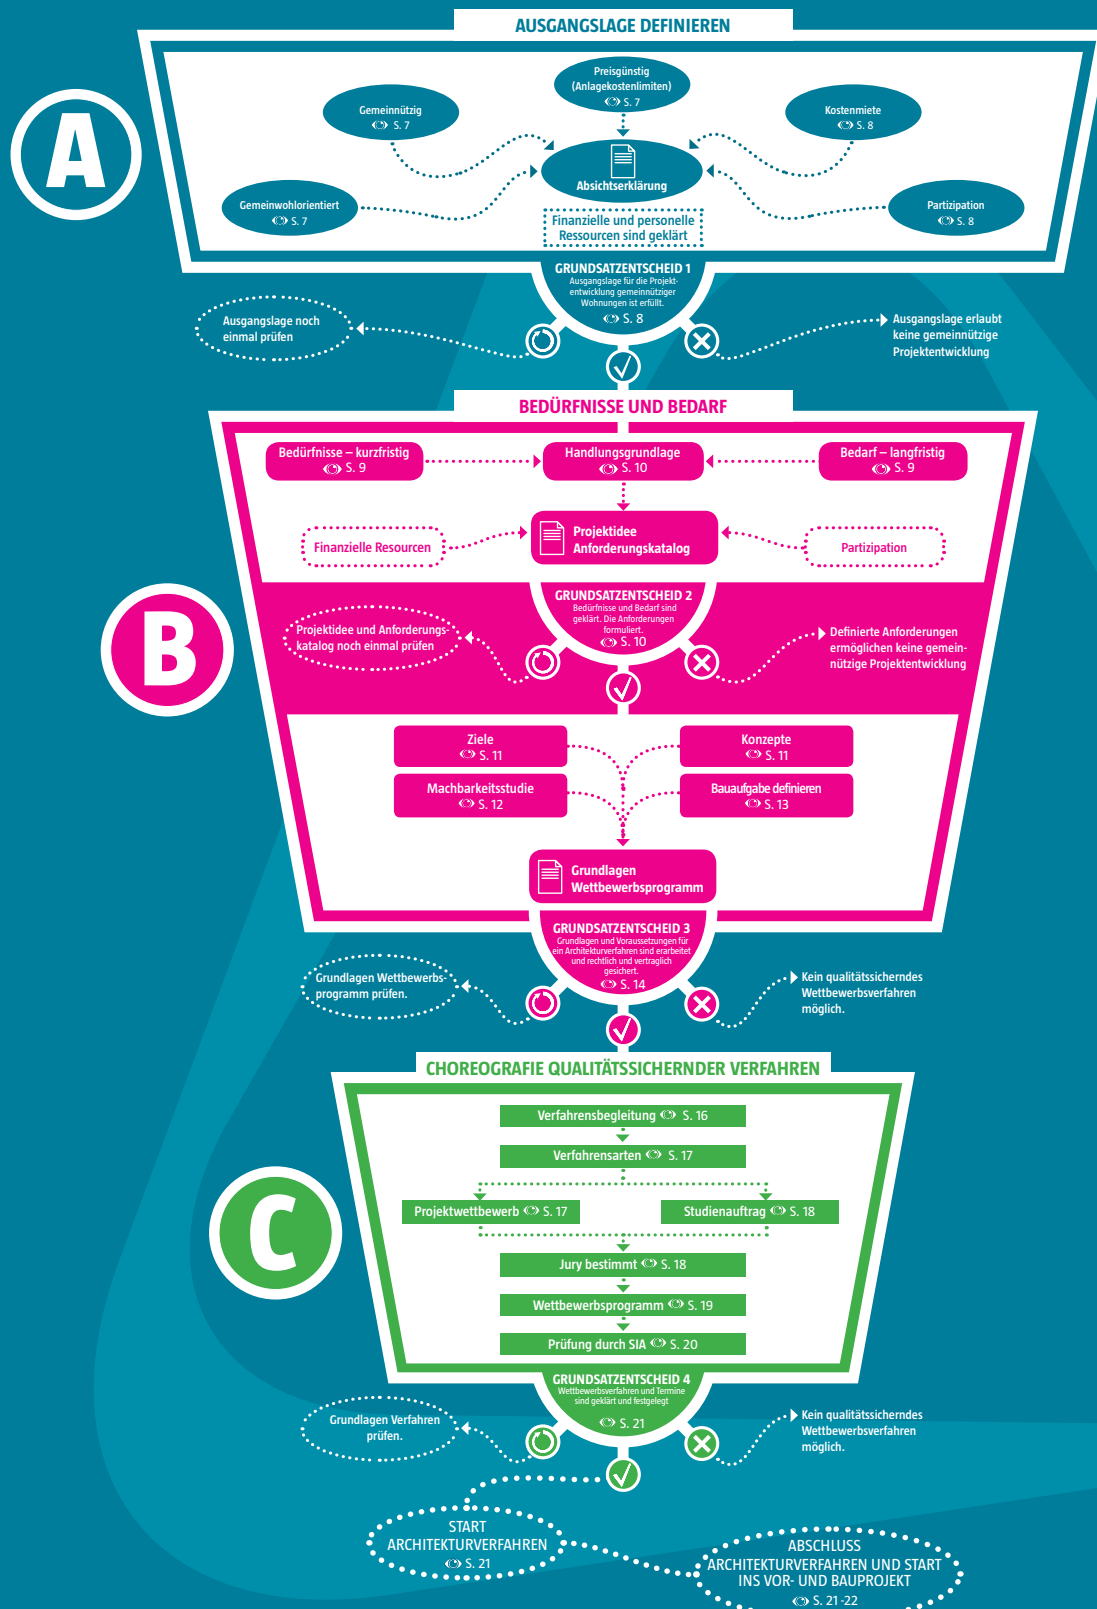 AUSGANGSLAGE DEFINIEREN
A
Preisgünstig
(Anlagekostenlimiten)
S. 7
Gemeinnützig
S. 7
Kostenmiete
S. 8
Absichtserklärung
Gemeinwohlorientiert
S. 7
Partizipation
S. 8
Finanzielle und personelle
Ressourcen sind geklärt
GRUNDSATZENTSCHEID 1
Ausgangslage für die Projekt-
entwicklung gemeinnütziger
Wohnungen ist erfüllt.
S. 8
Ausgangslage noch
einmal prüfen
Ausgangslage erlaubt
keine gemeinnützige
Projektentwicklung
BEDÜRFNISSE UND BEDARF
B
Bedürfnisse – kurzfristig
S. 9
Handlungsgrundlage
S. 10
Bedarf – langfristig
S. 9
Projektidee
Anforderungskatalog
Finanzielle Resourcen
Partizipation
GRUNDSATZENTSCHEID 2
Bedürfnisse und Bedarf sind
geklärt. Die Anforderungen
formuliert.
S. 10
Projektidee und Anforderungs-
katalog noch einmal prüfen
Definierte Anforderungen
ermöglichen keine gemein-
nützige Projektentwicklung
Ziele
S. 11
Konzepte
S. 11
Machbarkeitsstudie
S. 12
Bauaufgabe definieren
S. 13
Grundlagen
Wettbewerbsprogramm
GRUNDSATZENTSCHEID 3
Grundlagen und Voraussetzungen für
ein Architekturverfahren sind erarbeitet
und rechtlich und vertraglich
gesichert.
S. 14
Grundlagen Wettbewerbs-
programm prüfen.
Kein qualitätssicherndes
Wettbewerbsverfahren
möglich.
CHOREOGRAFIE QUALITÄTSSICHERNDER VERFAHREN
C
Verfahrensbegleitung S. 16
Verfahrensarten S. 17
Projektwettbewerb S. 17
Studienauftrag S. 18
Jury bestimmt S. 18
Wettbewerbsprogramm S. 19
Prüfung durch SIA S. 20
GRUNDSATZENTSCHEID 4
Wettbewerbsverfahren und Termine
sind geklärt und festgelegt
S. 21
Grundlagen Verfahren
prüfen.
Kein qualitätssicherndes
Wettbewerbsverfahren
möglich.
START
ARCHITEKTURVERFAHREN
S. 21
ABSCHLUSS
ARCHITEKTURVERFAHREN UND START
INS VOR- UND BAUPROJEKT
S. 21 -22